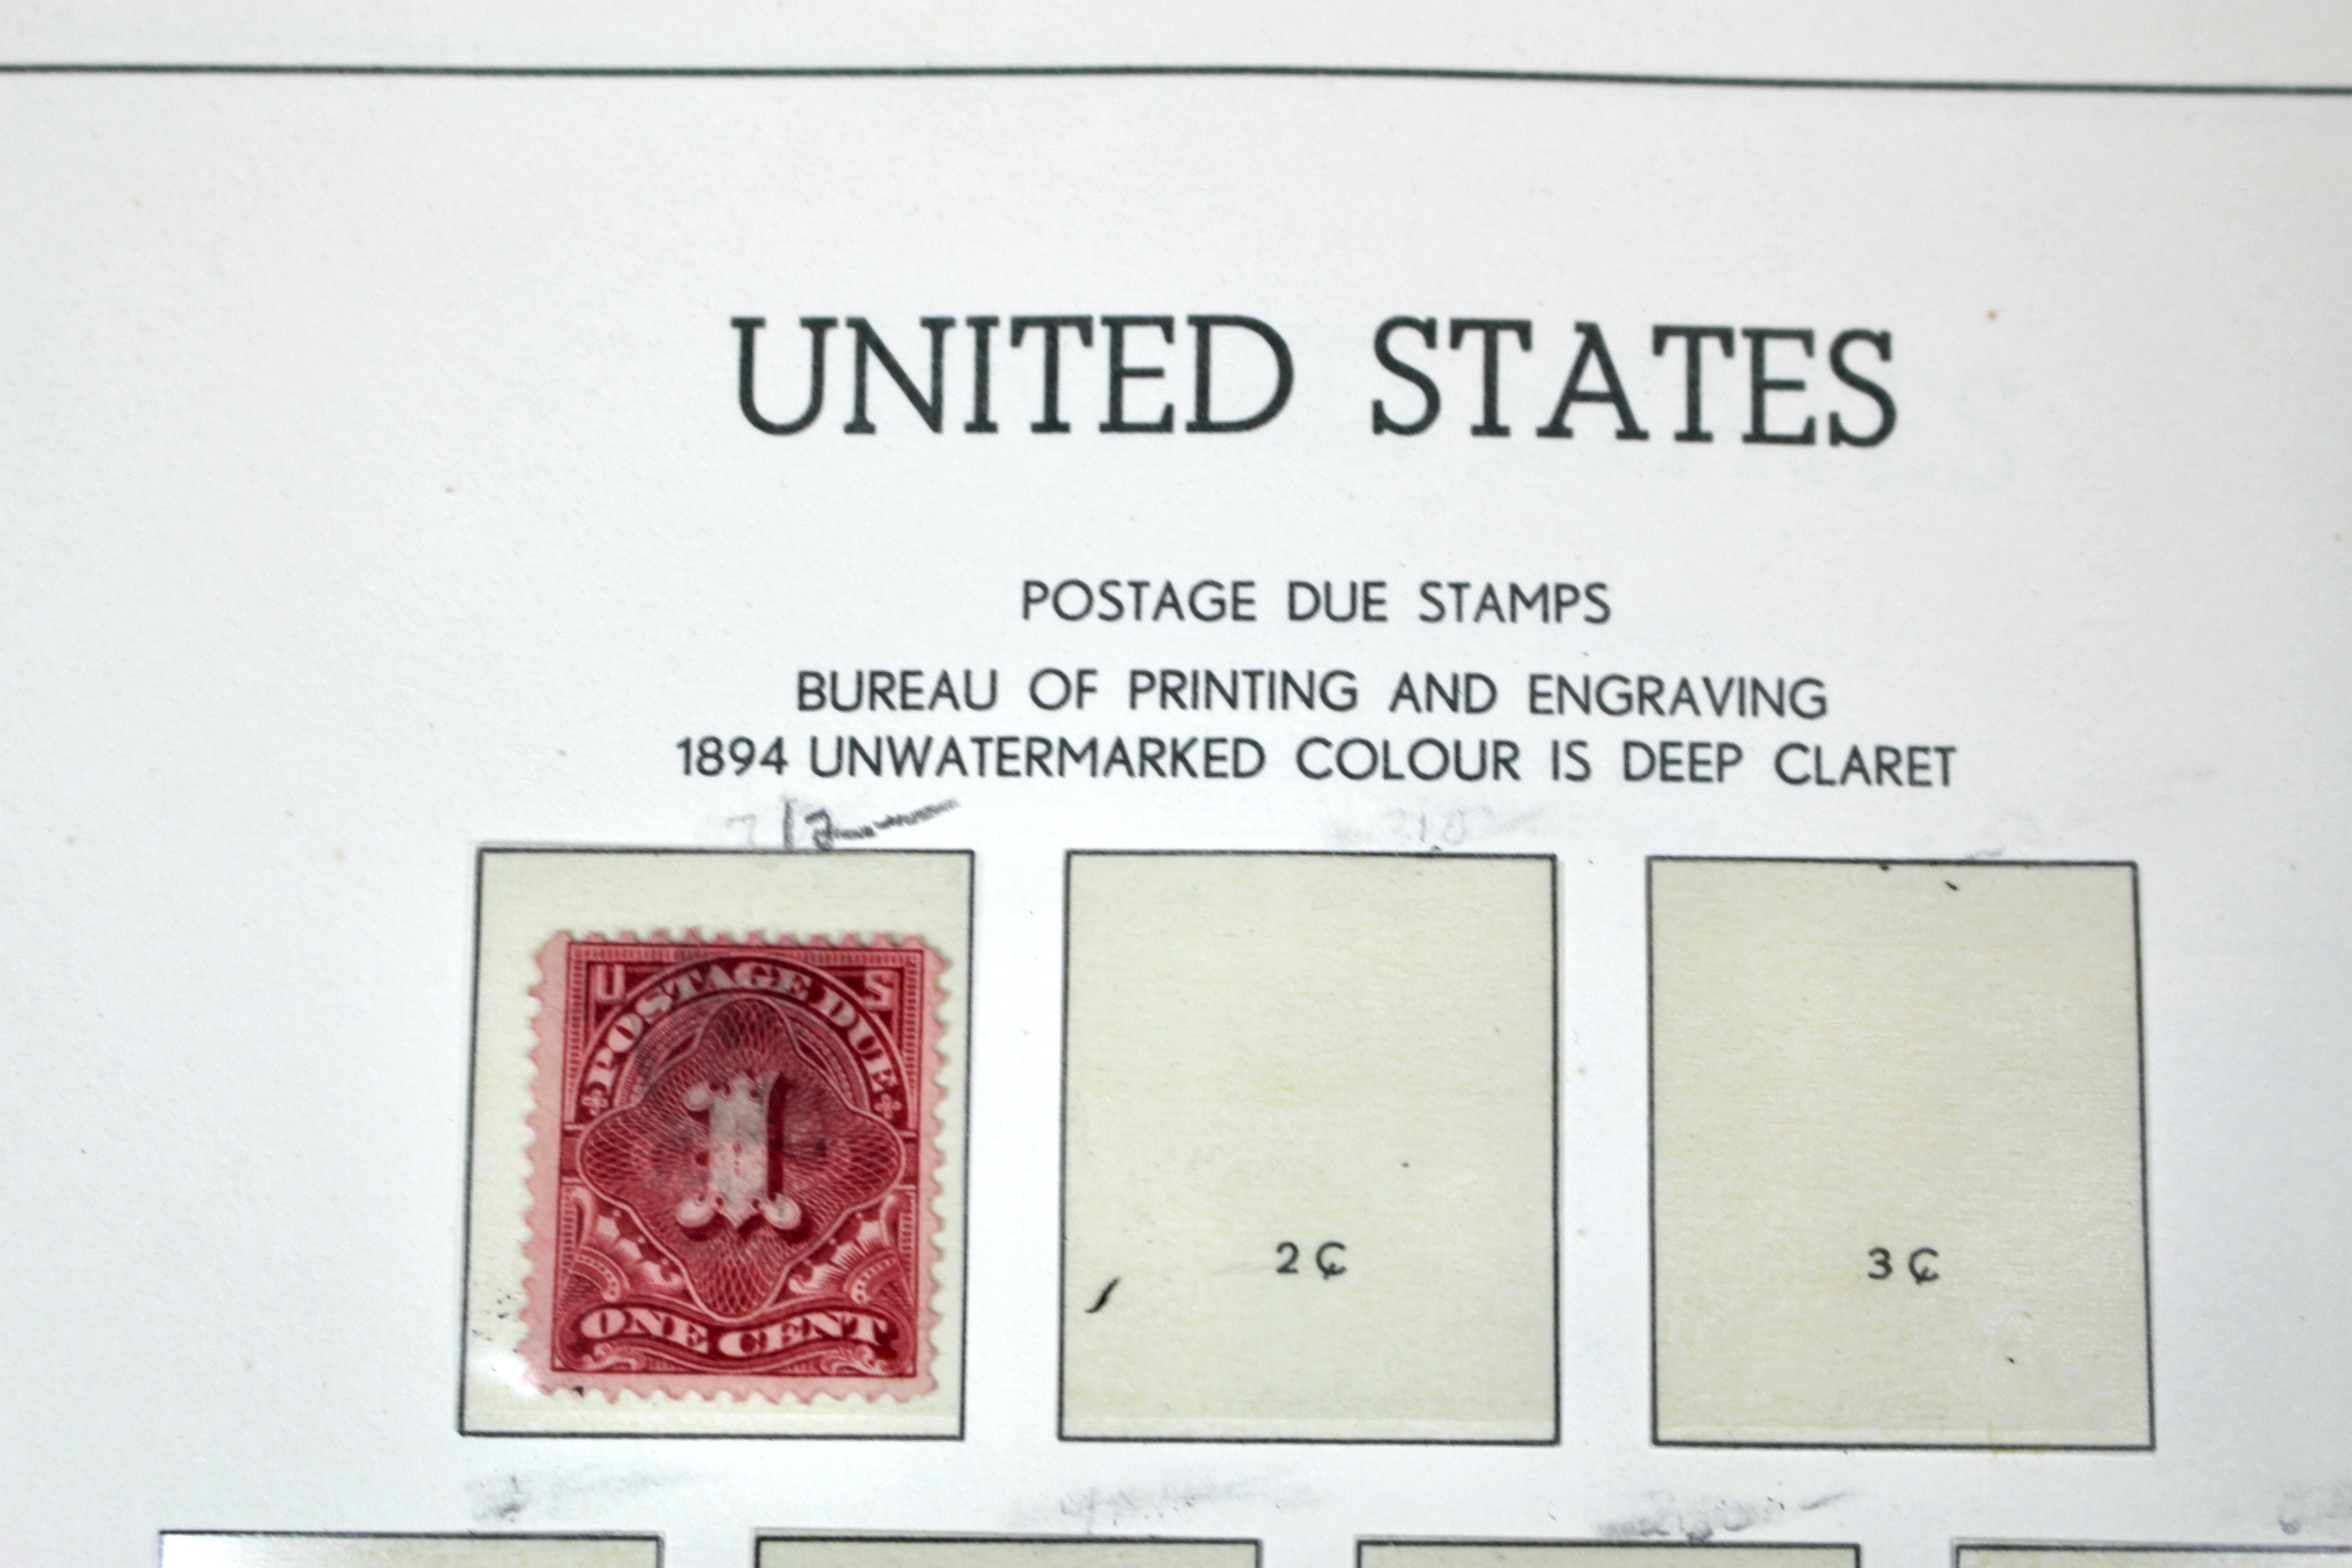 UNITED STATES
POSTAGE DUE STAMPS
BUREAU OF PRINTING AND ENGRAVING
1894 UNWATERMARKED COLOUR IS DEEP CLARET
12
U S
POSTAGE DUE
1
ONE CENT
2¢
3¢